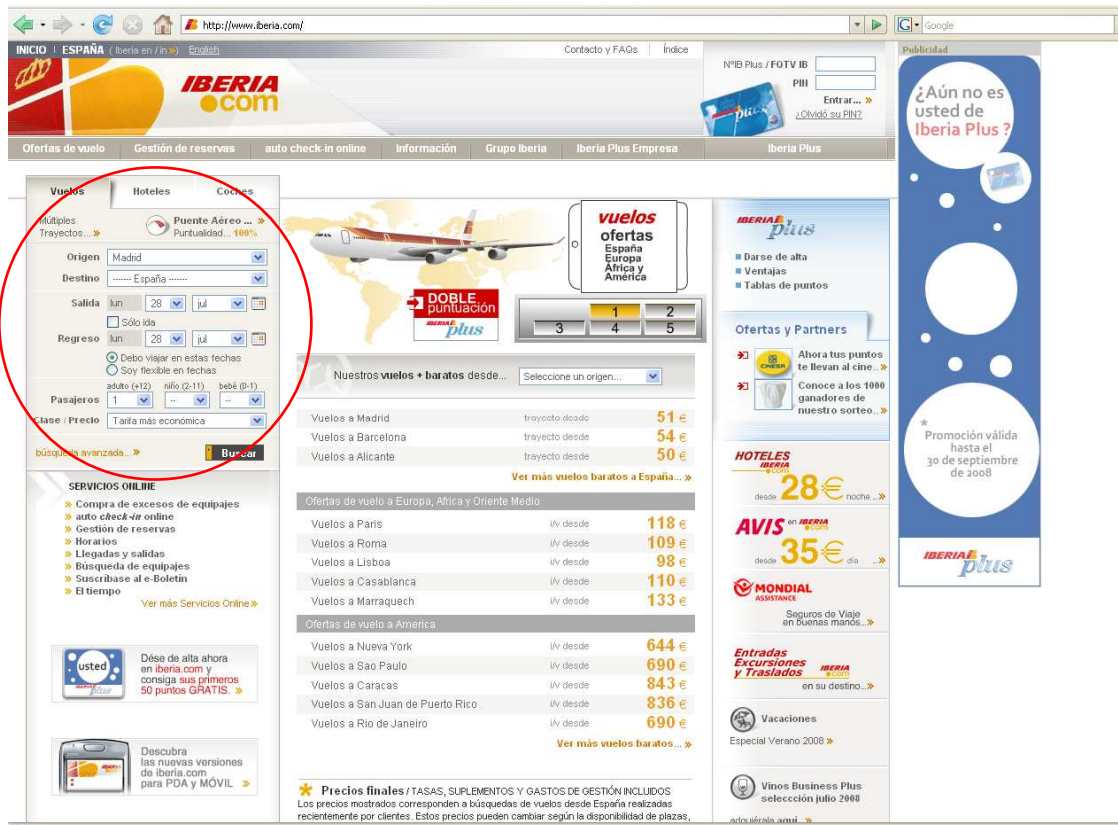 http://www.iberia.com/
Google
INICIO | ESPAÑA ( Iberia en / in » ) English
Contacto y FAQs | Índice
IBERIA
com
NºIB Plus / FQTV IB
PIN
Entrar... »
¿Olvidó su PIN?
plus
Ofertas de vuelo Gestión de reservas auto check-in online Información Grupo Iberia Iberia Plus Empresa Iberia Plus
Vuelos Hoteles Coches
Múltiples
Trayectos... »
Puente Aéreo ... »
Puntualidad... 100%
Origen Madrid
Destino ------- España -------
Salida lun 28 jul
Sólo ida
Regreso lun 28 jul
Debo viajar en estas fechas
Soy flexible en fechas
adulto (+12) niño (2-11) bebé (0-1)
Pasajeros 1 -- --
Clase / Precio Tarifa más económica
búsqueda avanzada... »
Buscar
SERVICIOS ONLINE
» Compra de excesos de equipajes
» auto check-in online
» Gestión de reservas
» Horarios
» Llegadas y salidas
» Búsqueda de equipajes
» Suscríbase al e-Boletín
» El tiempo
Ver más Servicios Online »
usted
IBERIA
plus
Dése de alta ahora
en iberia.com y
consiga sus primeros
50 puntos GRATIS. »
Descubra
las nuevas versiones
de iberia.com
para PDA y MÓVIL »
vuelos
ofertas
España
Europa
África y
América
DOBLE
puntuación
IBERIA
plus
1 2
3 4 5
Nuestros vuelos + baratos desde... Seleccione un origen...
Vuelos a Madrid trayecto desde 51 €
Vuelos a Barcelona trayecto desde 54 €
Vuelos a Alicante trayecto desde 50 €
Ver más vuelos baratos a España... »
Ofertas de vuelo a Europa, Africa y Oriente Medio
Vuelos a Paris i/v desde 118 €
Vuelos a Roma i/v desde 109 €
Vuelos a Lisboa i/v desde 98 €
Vuelos a Casablanca i/v desde 110 €
Vuelos a Marraquech i/v desde 133 €
Ofertas de vuelo a America
Vuelos a Nueva York i/v desde 644 €
Vuelos a Sao Paulo i/v desde 690 €
Vuelos a Caracas i/v desde 843 €
Vuelos a San Juan de Puerto Rico i/v desde 836 €
Vuelos a Rio de Janeiro i/v desde 690 €
Ver más vuelos baratos... »
Precios finales / TASAS, SUPLEMENTOS Y GASTOS DE GESTIÓN INCLUIDOS
Los precios mostrados corresponden a búsquedas de vuelos desde España realizadas
recientemente por clientes. Estos precios pueden cambiar según la disponibilidad de plazas,
IBERIA
plus
Darse de alta
Ventajas
Tablas de puntos
Ofertas y Partners
CINESA
Ahora tus puntos
te llevan al cine.. »
Conoce a los 1000
ganadores de
nuestro sorteo.. »
HOTELES
IBERIA
com
desde 28€ noche ... »
AVIS en IBERIA
com
desde 35€ día ... »
MONDIAL
ASSISTANCE
Seguros de Viaje
en buenas manos... »
Entradas
Excursiones
y Traslados
IBERIA
com
en su destino... »
Vacaciones
Especial Verano 2008 »
Vinos Business Plus
seleccción julio 2008
adquiérala aquí... »
Publicidad
¿Aún no es
usted de
Iberia Plus ?
*
Promoción válida
hasta el
30 de septiembre
de 2008
IBERIA
plus